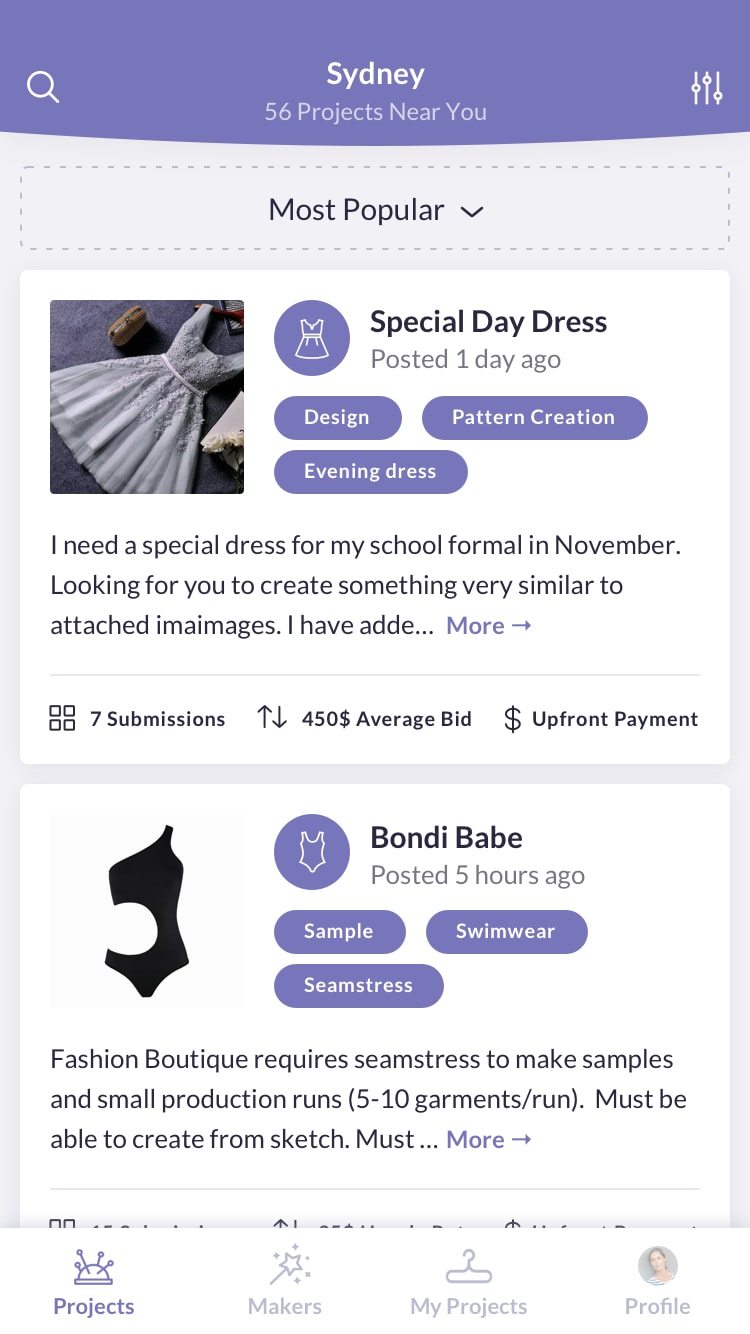 Sydney
56 Projects Near You
Most Popular
Special Day Dress
Posted 1 day ago
Design
Pattern Creation
Evening dress
I need a special dress for my school formal in November.
Looking for you to create something very similar to
attached imaimages. I have adde... More →
7 Submissions
450$ Average Bid
$ Upfront Payment
Bondi Babe
Posted 5 hours ago
Sample
Swimwear
Seamstress
Fashion Boutique requires seamstress to make samples
and small production runs (5-10 garments/run). Must be
able to create from sketch. Must ... More →
Projects
Makers
My Projects
Profile